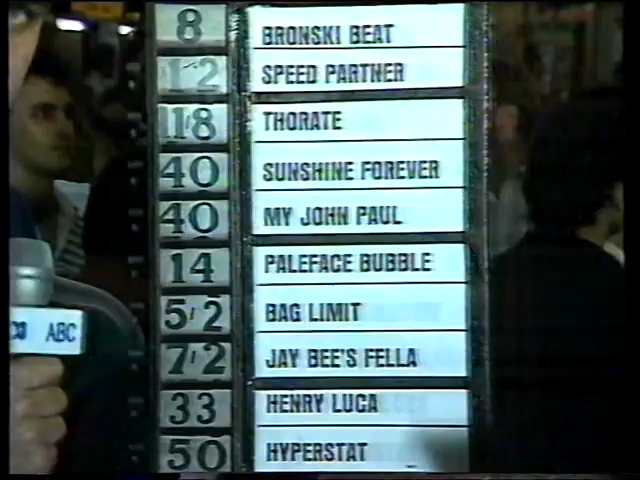 8 BRONSKI BEAT
12 SPEED PARTNER
THORATE
40 SUNSHINE FOREVER
40 MY JOHN PAUL
14 PALEFACE BUBBLE
5/2 BAG LIMIT
7/2 JAY BEE'S FELLA
33 HENRY LUCA
50 HYPERSTAT
ABC